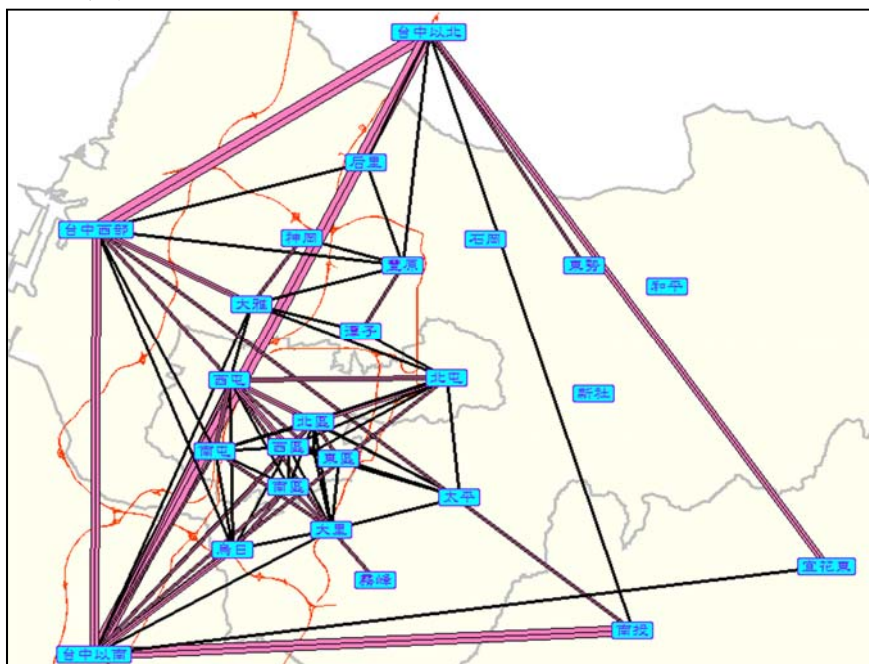 台中以北
后里
台中西部
神岡
石岡
豐原
東勢
和平
大雅
潭子
西屯
北屯
新社
北區
南屯
西區
東區
南區
太平
大里
烏日
霧峰
宜花東
南投
台中以南